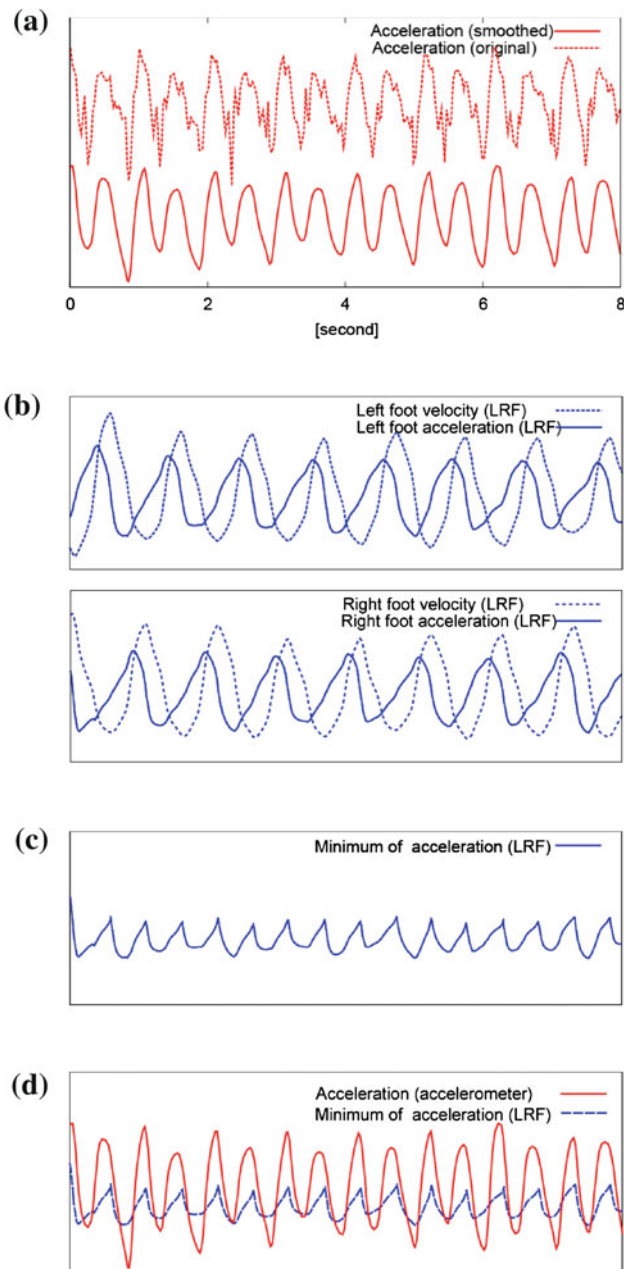 (a)
Acceleration (smoothed)
Acceleration (original)
0 2 4 6 8
[second]
(b)
Left foot velocity (LRF)
Left foot acceleration (LRF)
Right foot velocity (LRF)
Right foot acceleration (LRF)
(c)
Minimum of acceleration (LRF)
(d)
Acceleration (accelerometer)
Minimum of acceleration (LRF)